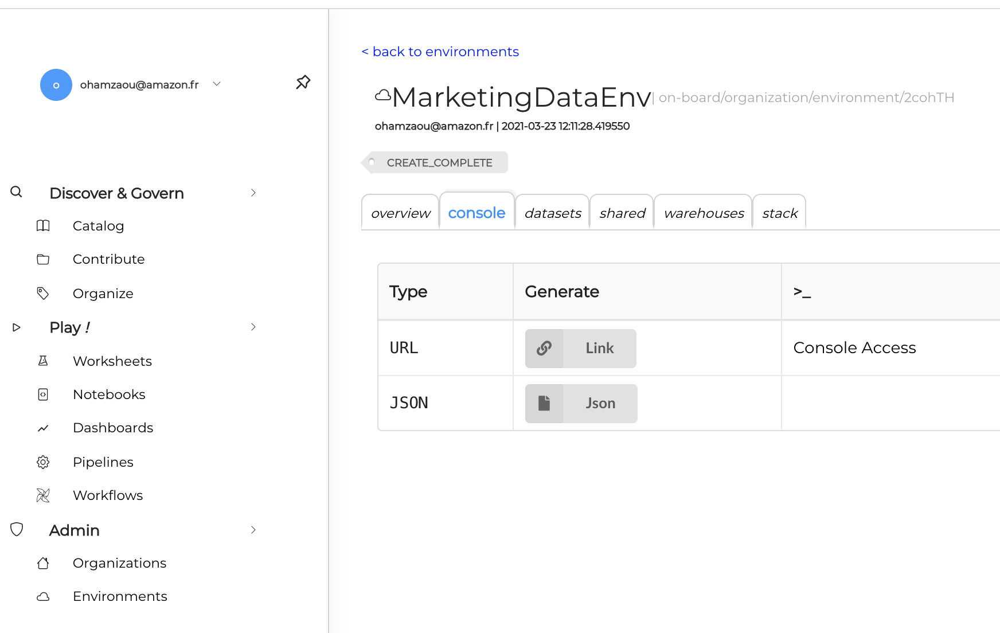 o
ohamzaou@amazon.fr
Discover & Govern
Catalog
Contribute
Organize
Play !
Worksheets
Notebooks
Dashboards
Pipelines
Workflows
Admin
Organizations
Environments
< back to environments
MarketingDataEnv| on-board/organization/environment/2cohTH
ohamzaou@amazon.fr | 2021-03-23 12:11:28.419550
CREATE_COMPLETE
overview console datasets shared warehouses stack
Type Generate >_
URL Link Console Access
JSON Json